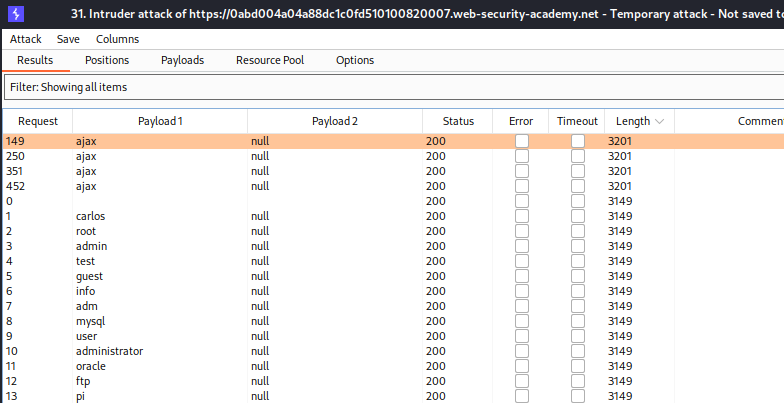 31. Intruder attack of https://0abd004a04a88dc1c0fd510100820007.web-security-academy.net - Temporary attack - Not saved to
Attack Save Columns
Results Positions Payloads Resource Pool Options
Filter: Showing all items
Request Payload 1 Payload 2 Status Error Timeout Length Commen
149 ajax null 200 3201
250 ajax null 200 3201
351 ajax null 200 3201
452 ajax null 200 3201
0 200 3149
1 carlos null 200 3149
2 root null 200 3149
3 admin null 200 3149
4 test null 200 3149
5 guest null 200 3149
6 info null 200 3149
7 adm null 200 3149
8 mysql null 200 3149
9 user null 200 3149
10 administrator null 200 3149
11 oracle null 200 3149
12 ftp null 200 3149
13 pi null 200 3149